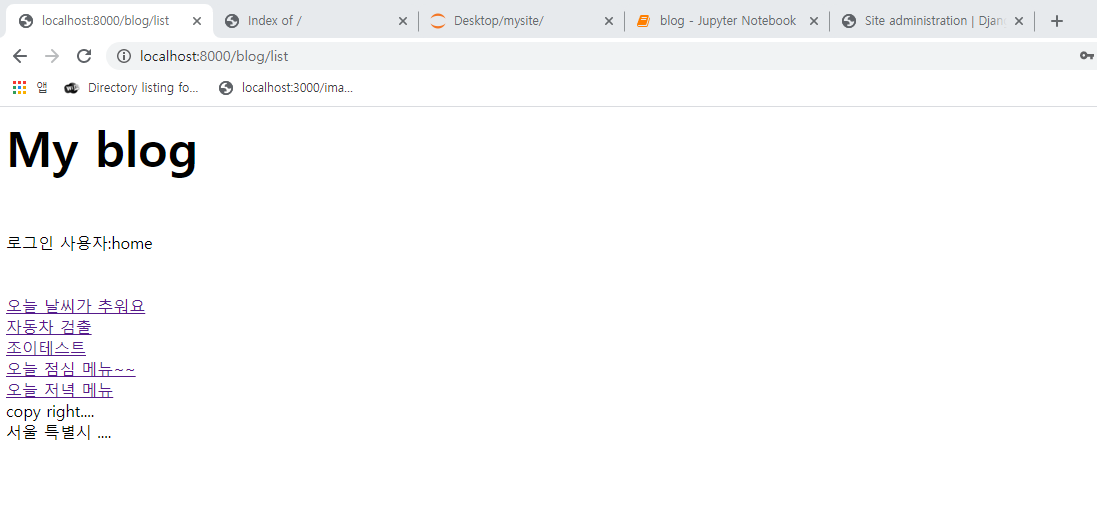 localhost:8000/blog/list
Index of /
Desktop/mysite/
blog - Jupyter Notebook
Site administration | Djan
localhost:8000/blog/list
앱
Directory listing fo...
localhost:3000/ima...
My blog
로그인 사용자:home
오늘 날씨가 추워요
자동차 검출
조이테스트
오늘 점심 메뉴~~
오늘 저녁 메뉴
copy right....
서울 특별시 ....